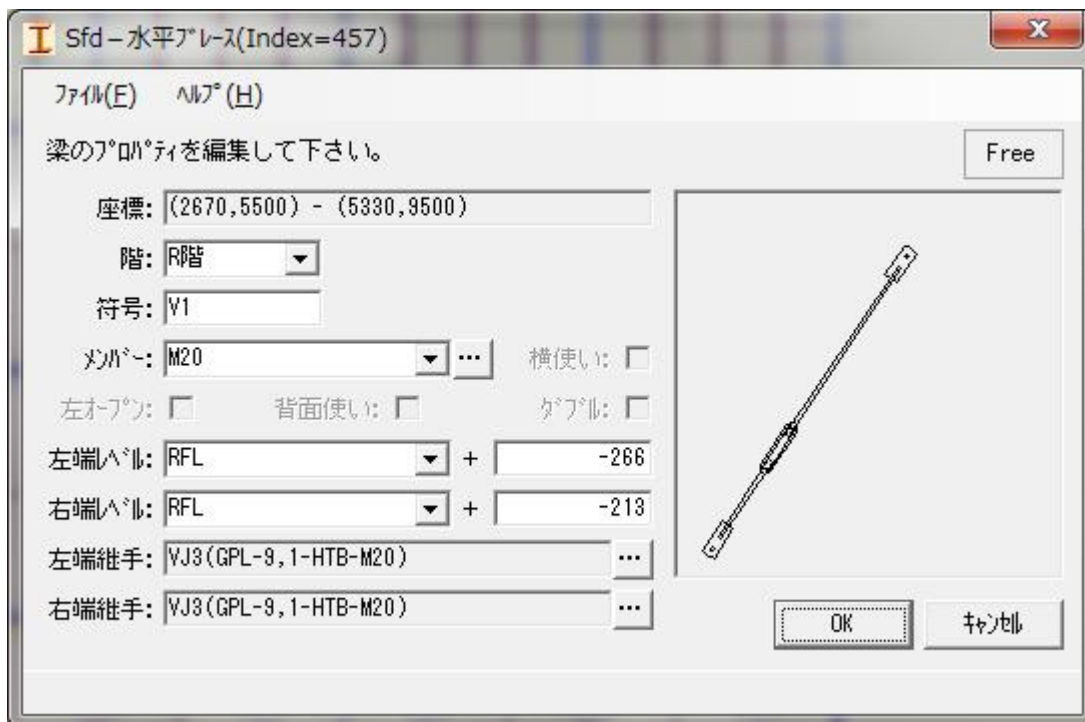 Sfd－水平ﾌﾞﾚｰｽ(Index=457)
ﾌｧｲﾙ(F) ﾍﾙﾌﾟ(H)
梁のﾌﾟﾛﾊﾟﾃｨを編集して下さい。
Free
座標: (2670,5500) - (5330,9500)
階: R階
符号: V1
ﾒﾝﾊﾞｰ: M20 ... 横使い:
左ｵｰﾌﾟﾝ: 背面使い: ﾀﾞﾌﾞﾙ:
左端ﾚﾍﾞﾙ: RFL + -266
右端ﾚﾍﾞﾙ: RFL + -213
左端継手: VJ3(GPL-9,1-HTB-M20) ...
右端継手: VJ3(GPL-9,1-HTB-M20) ...
OK ｷｬﾝｾﾙ